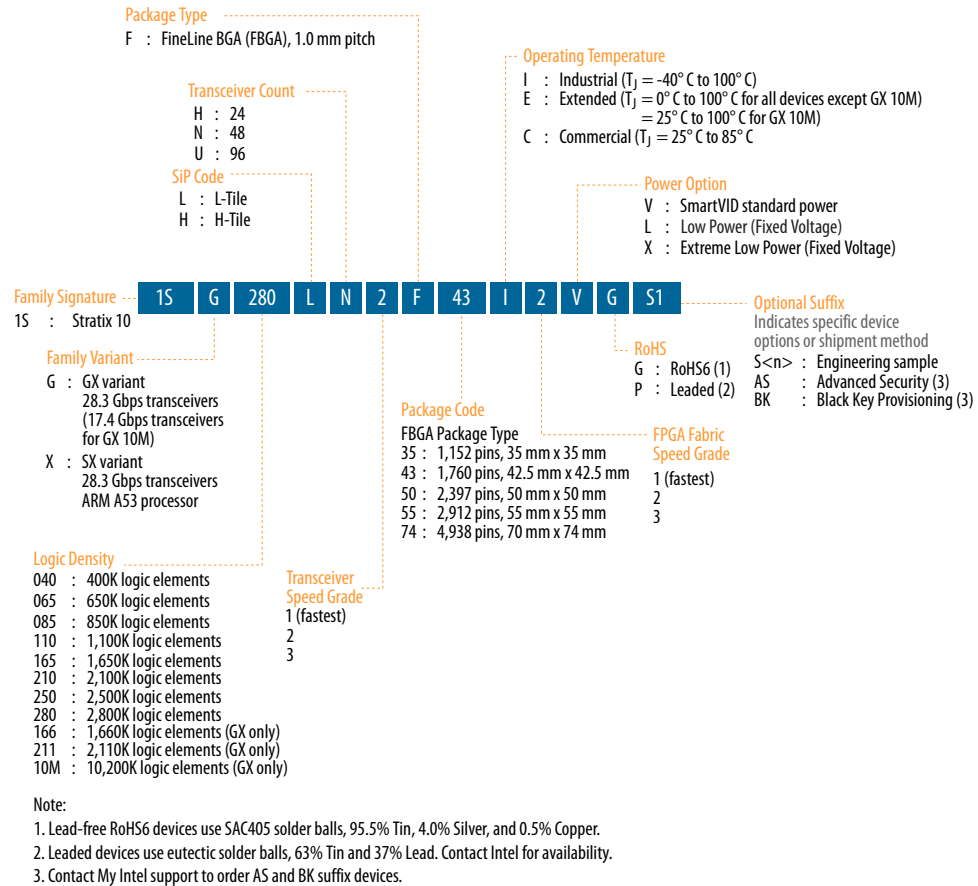 Package Type
F : FineLine BGA (FBGA), 1.0 mm pitch
Operating Temperature
I : Industrial (TJ = -40° C to 100° C)
E : Extended (TJ = 0° C to 100° C for all devices except GX 10M)
= 25° C to 100° C for GX 10M)
C : Commercial (TJ = 25° C to 85° C
Transceiver Count
H : 24
N : 48
U : 96
SiP Code
L : L-Tile
H : H-Tile
Power Option
V : SmartVID standard power
L : Low Power (Fixed Voltage)
X : Extreme Low Power (Fixed Voltage)
Family Signature
1S : Stratix 10
1S G 280 L N 2 F 43 I 2 V G S1
Optional Suffix
Indicates specific device
options or shipment method
S<n> : Engineering sample
AS : Advanced Security (3)
BK : Black Key Provisioning (3)
Family Variant
G : GX variant
28.3 Gbps transceivers
(17.4 Gbps transceivers
for GX 10M)
X : SX variant
28.3 Gbps transceivers
ARM A53 processor
RoHS
G : RoHS6 (1)
P : Leaded (2)
Package Code
FBGA Package Type
35 : 1,152 pins, 35 mm x 35 mm
43 : 1,760 pins, 42.5 mm x 42.5 mm
50 : 2,397 pins, 50 mm x 50 mm
55 : 2,912 pins, 55 mm x 55 mm
74 : 4,938 pins, 70 mm x 74 mm
FPGA Fabric
Speed Grade
1 (fastest)
2
3
Logic Density
040 : 400K logic elements
065 : 650K logic elements
085 : 850K logic elements
110 : 1,100K logic elements
165 : 1,650K logic elements
210 : 2,100K logic elements
250 : 2,500K logic elements
280 : 2,800K logic elements
166 : 1,660K logic elements (GX only)
211 : 2,110K logic elements (GX only)
10M : 10,200K logic elements (GX only)
Transceiver
Speed Grade
1 (fastest)
2
3
Note:
1. Lead-free RoHS6 devices use SAC405 solder balls, 95.5% Tin, 4.0% Silver, and 0.5% Copper.
2. Leaded devices use eutectic solder balls, 63% Tin and 37% Lead. Contact Intel for availability.
3. Contact My Intel support to order AS and BK suffix devices.